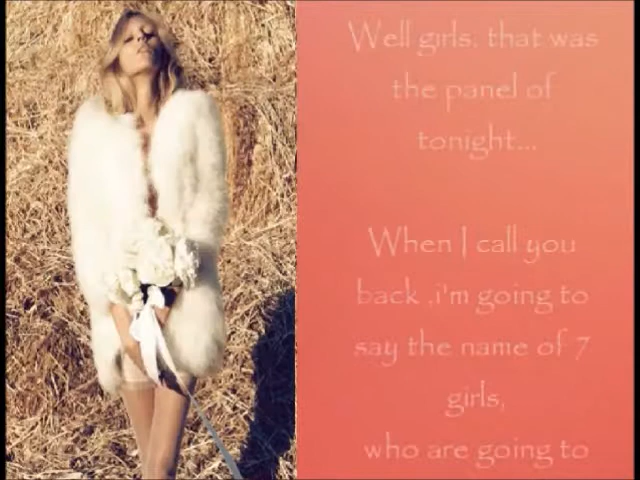 Well girls, that was
the panel of
tonight...
When I call you
back ,i'm going to
say the name of 7
girls,
who are going to